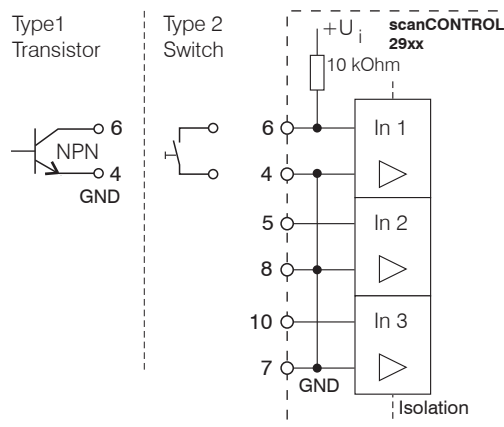 Type1
Transistor
Type 2
Switch
+U i
scanCONTROL
29xx
10 kOhm
6
NPN
4
GND
6
In 1
4
5
In 2
8
10
In 3
7
GND
Isolation